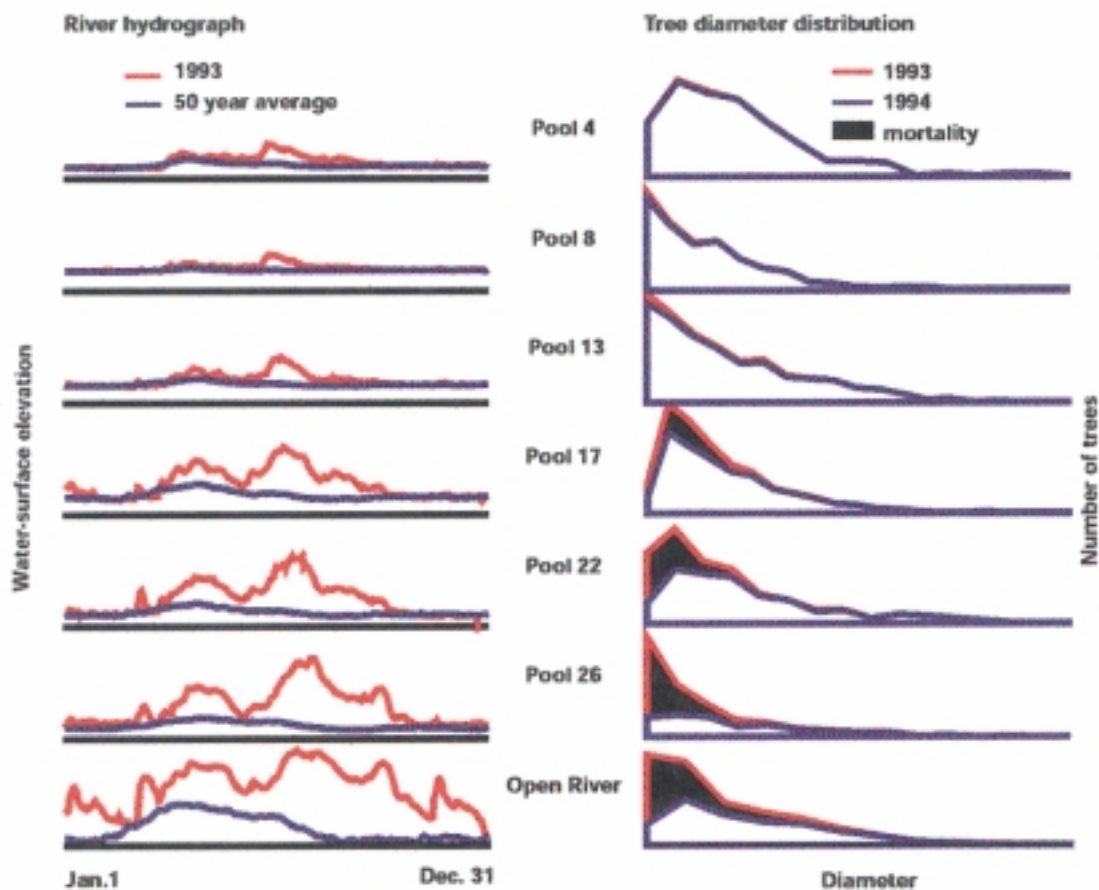 River hydrograph
1993
50 year average
Tree diameter distribution
1993
1994
mortality
Water-surface elevation
Pool 4
Pool 8
Pool 13
Pool 17
Pool 22
Pool 26
Open River
Number of trees
Jan.1
Dec. 31
Diameter